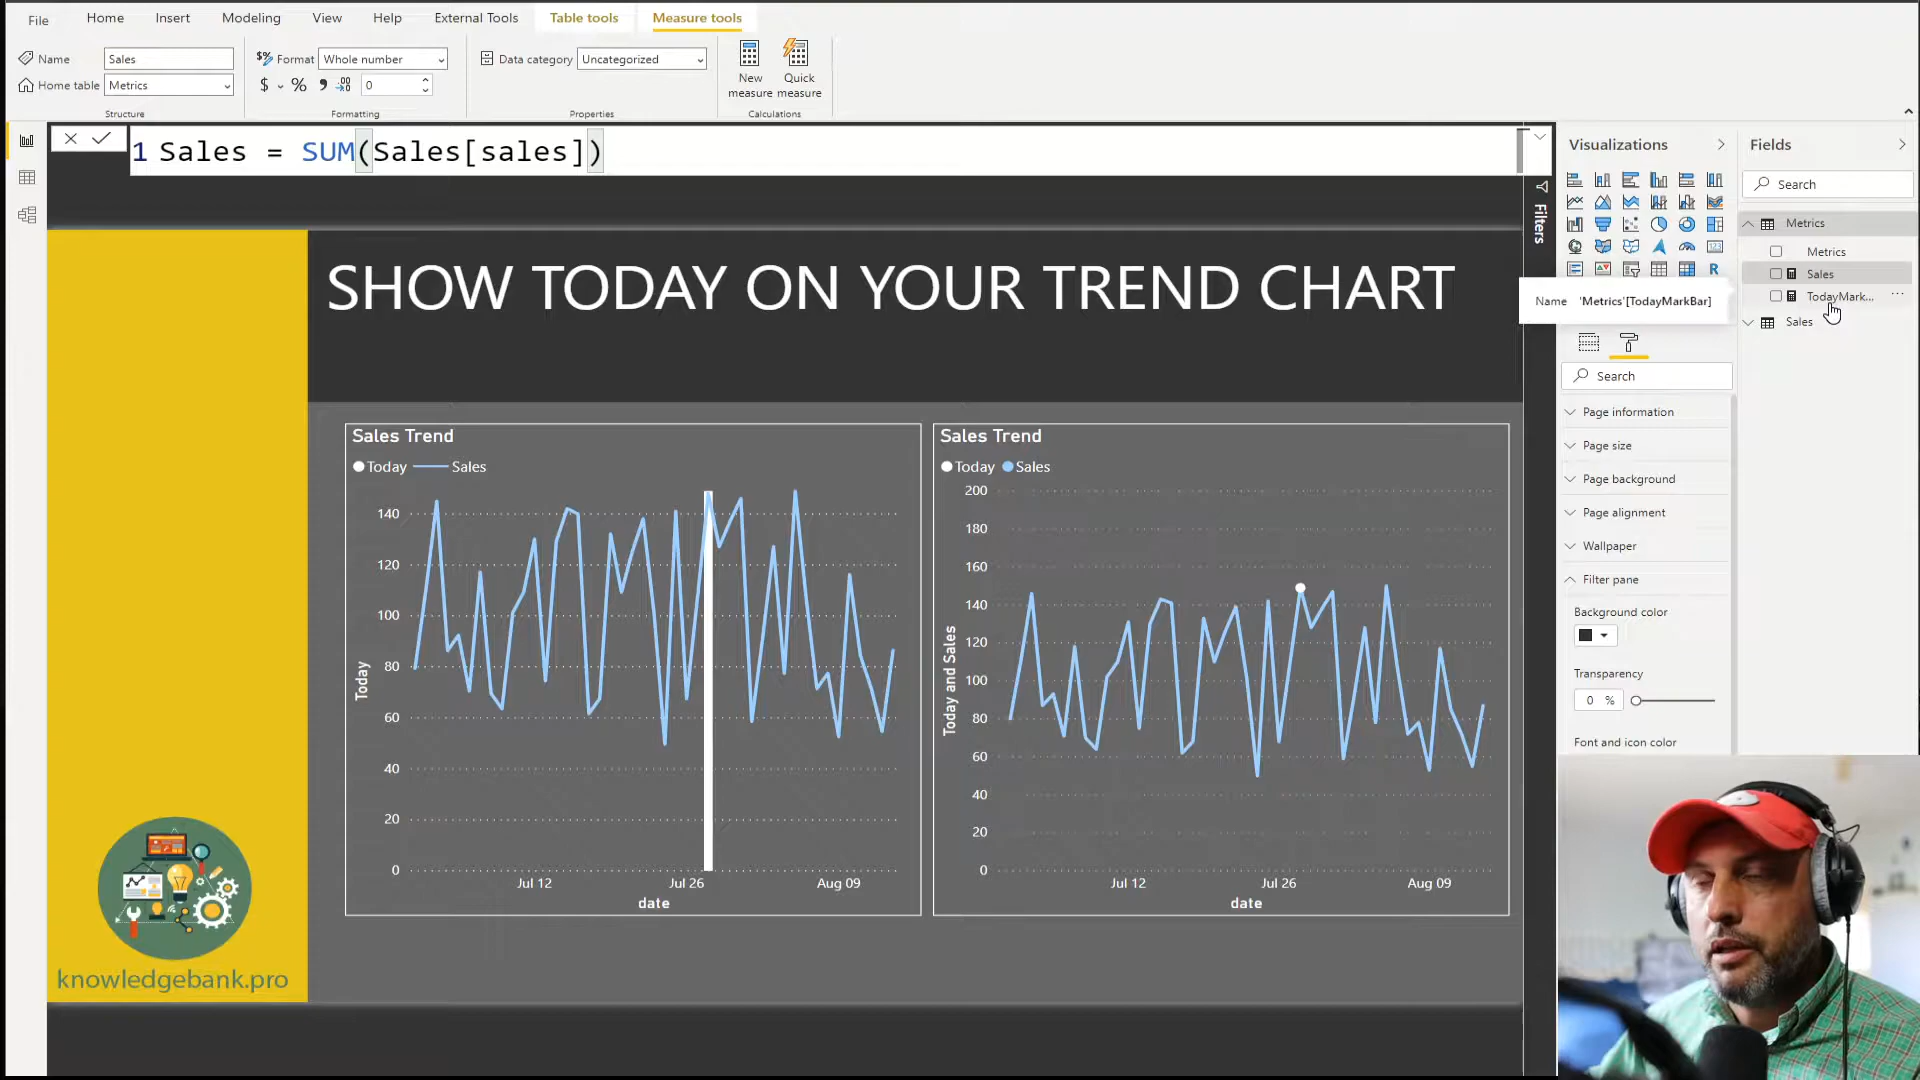 File Home Insert Modeling View Help External Tools Table tools Measure tools
Name Sales
Home table Metrics
Structure
$% Format Whole number
$ % 9 .00 0
Formatting
Data category Uncategorized
Properties
New measure
Quick measure
Calculations
1 Sales = SUM(Sales[sales])
SHOW TODAY ON YOUR TREND CHART
knowledgebank.pro
Sales Trend
Today Sales
140
120
100
80
60
40
20
0
Today
Jul 12 Jul 26 Aug 09
date
Sales Trend
Today Sales
200
180
160
140
120
100
80
60
40
20
0
Today and Sales
Jul 12 Jul 26 Aug 09
date
Filters
Visualizations
R
Name 'Metrics'[TodayMarkBar]
Search
Page information
Page size
Page background
Page alignment
Wallpaper
Filter pane
Background color
Transparency
0 %
Font and icon color
Fields
Search
Metrics
Metrics
Sales
TodayMark... ...
Sales